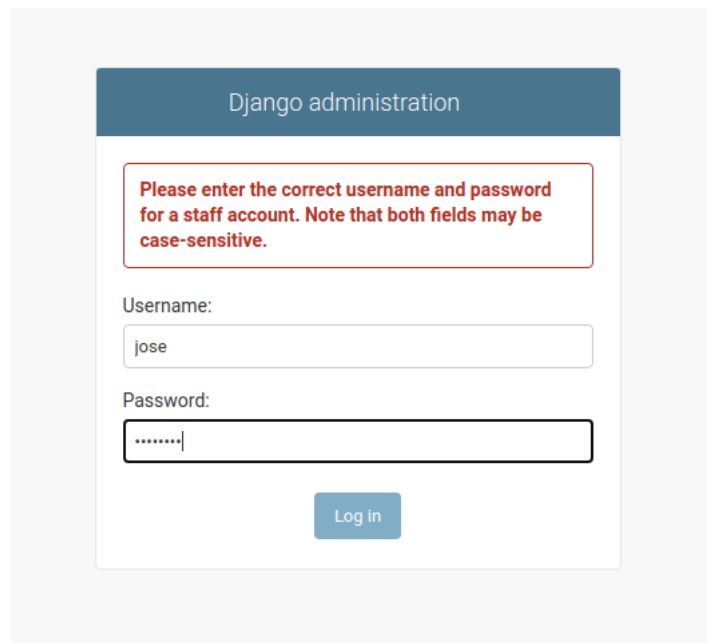 Django administration
Please enter the correct username and password
for a staff account. Note that both fields may be
case-sensitive.
Username:
jose
Password:
••••••••
Log in